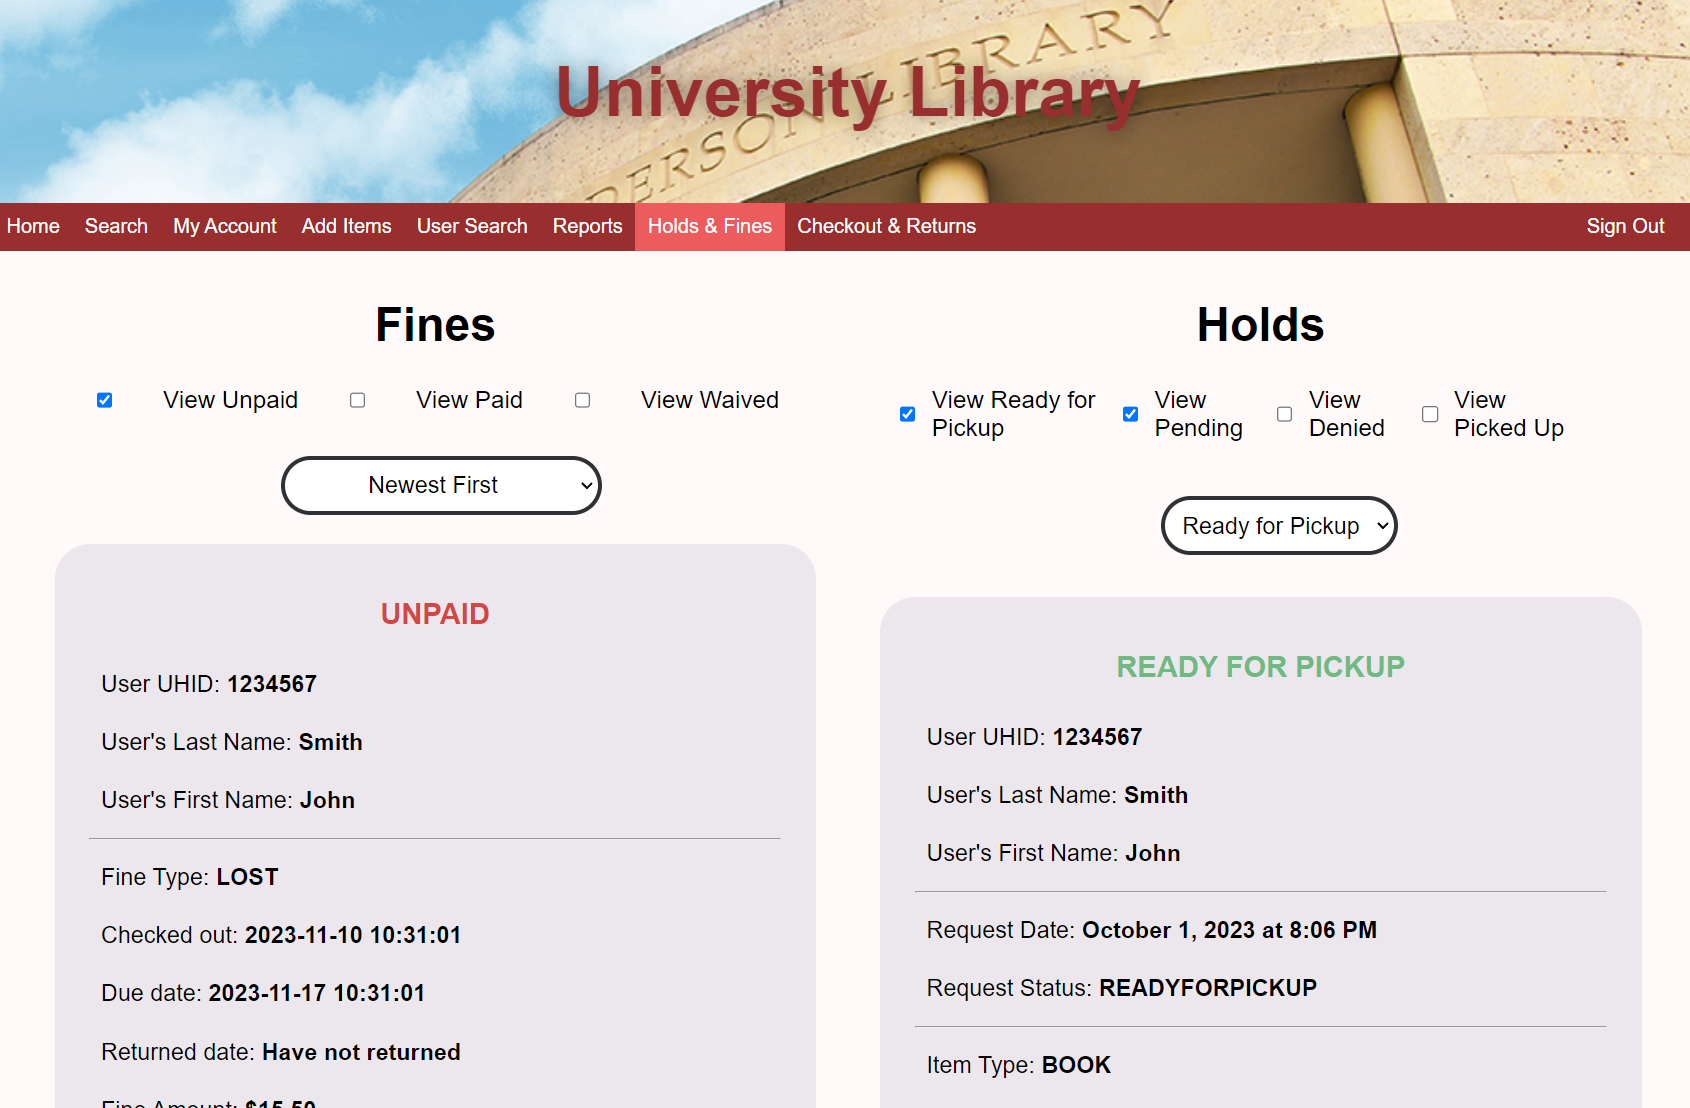 DERSON LIBRARY
University Library
Home Search My Account Add Items User Search Reports Holds & Fines Checkout & Returns Sign Out
Fines
View Unpaid View Paid View Waived
Newest First
UNPAID
User UHID: 1234567
User's Last Name: Smith
User's First Name: John
Fine Type: LOST
Checked out: 2023-11-10 10:31:01
Due date: 2023-11-17 10:31:01
Returned date: Have not returned
Fine Amount: $15.50
Holds
View Ready for
Pickup
View
Pending
View
Denied
View
Picked Up
Ready for Pickup
READY FOR PICKUP
User UHID: 1234567
User's Last Name: Smith
User's First Name: John
Request Date: October 1, 2023 at 8:06 PM
Request Status: READYFORPICKUP
Item Type: BOOK